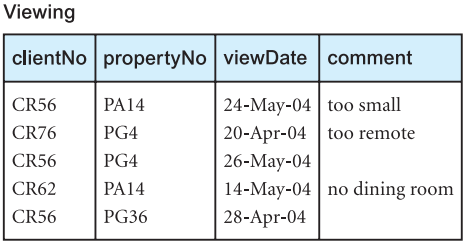 Viewing
clientNo propertyNo viewDate comment
CR56 PA14 24-May-04 too small
CR76 PG4 20-Apr-04 too remote
CR56 PG4 26-May-04
CR62 PA14 14-May-04 no dining room
CR56 PG36 28-Apr-04